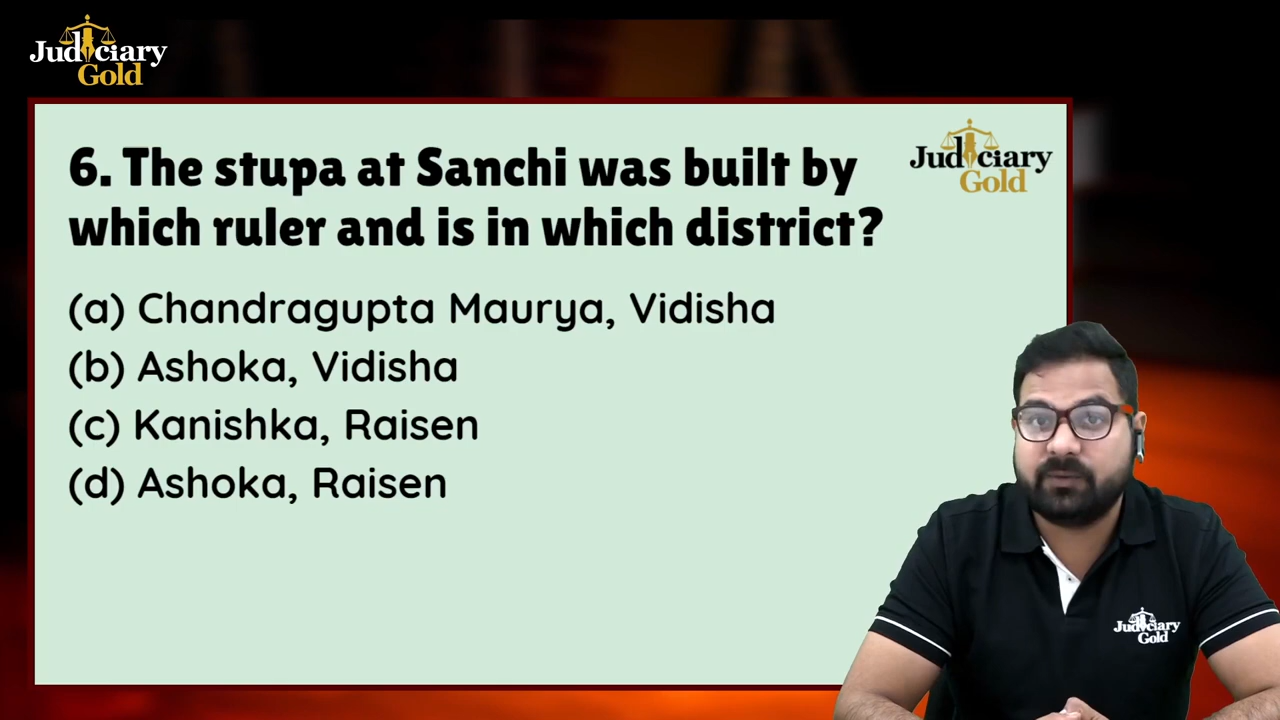 Judiciary
Gold
Judiciary
Gold
6. The stupa at Sanchi was built by
which ruler and is in which district?
(a) Chandragupta Maurya, Vidisha
(b) Ashoka, Vidisha
(c) Kanishka, Raisen
(d) Ashoka, Raisen
Judiciary
Gold